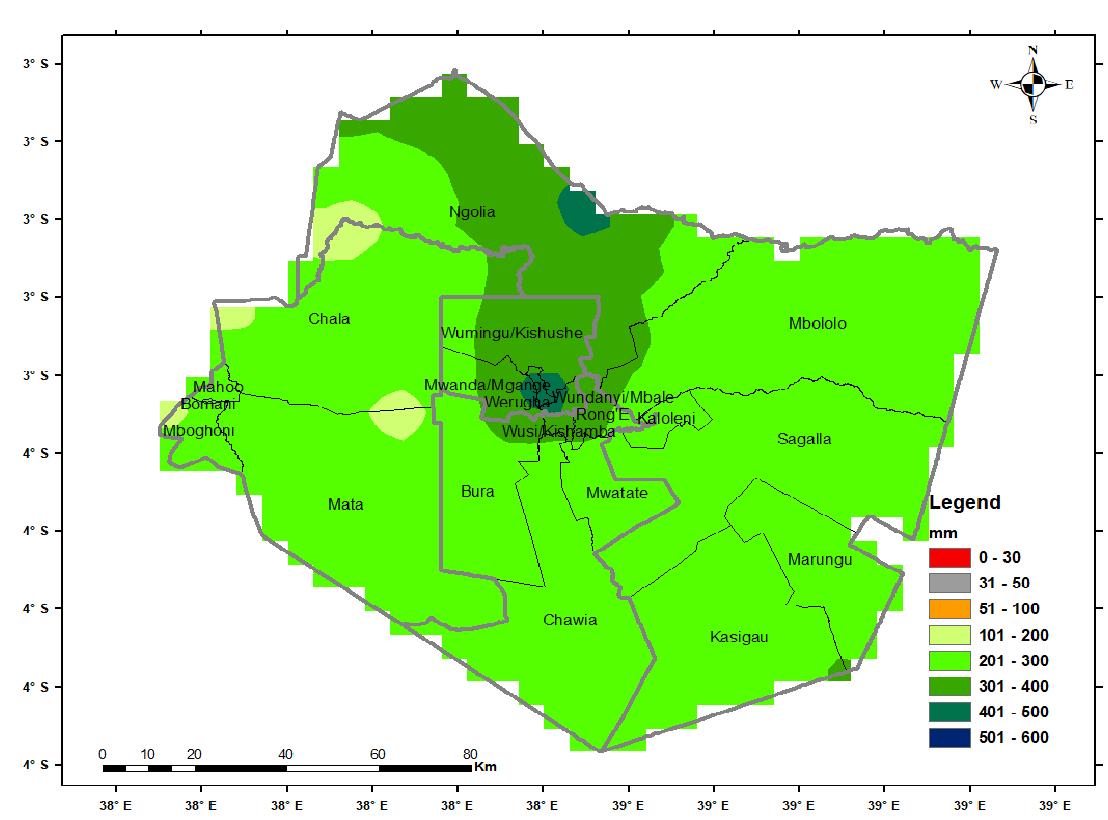 N
W E
S
3° S
3° S
3° S
3° S
3° S
4° S
4° S
4° S
4° S
4° S
Ngolia
Chala
Mbololo
Wumingu/Kishushe
Mahoo
Mwanda/Mgange
Bomani
Werugha
Wundanyi/Mbale
Rong'E
Kaloleni
Mboghoni
Wusi/Kishamba
Sagalla
Mata
Bura
Mwatate
Marungu
Chawia
Kasigau
Legend
mm
0 - 30
31 - 50
51 - 100
101 - 200
201 - 300
301 - 400
401 - 500
501 - 600
0 10 20 40 60 80
Km
38° E 38° E 38° E 38° E 38° E 38° E 39° E 39° E 39° E 39° E 39° E 39° E